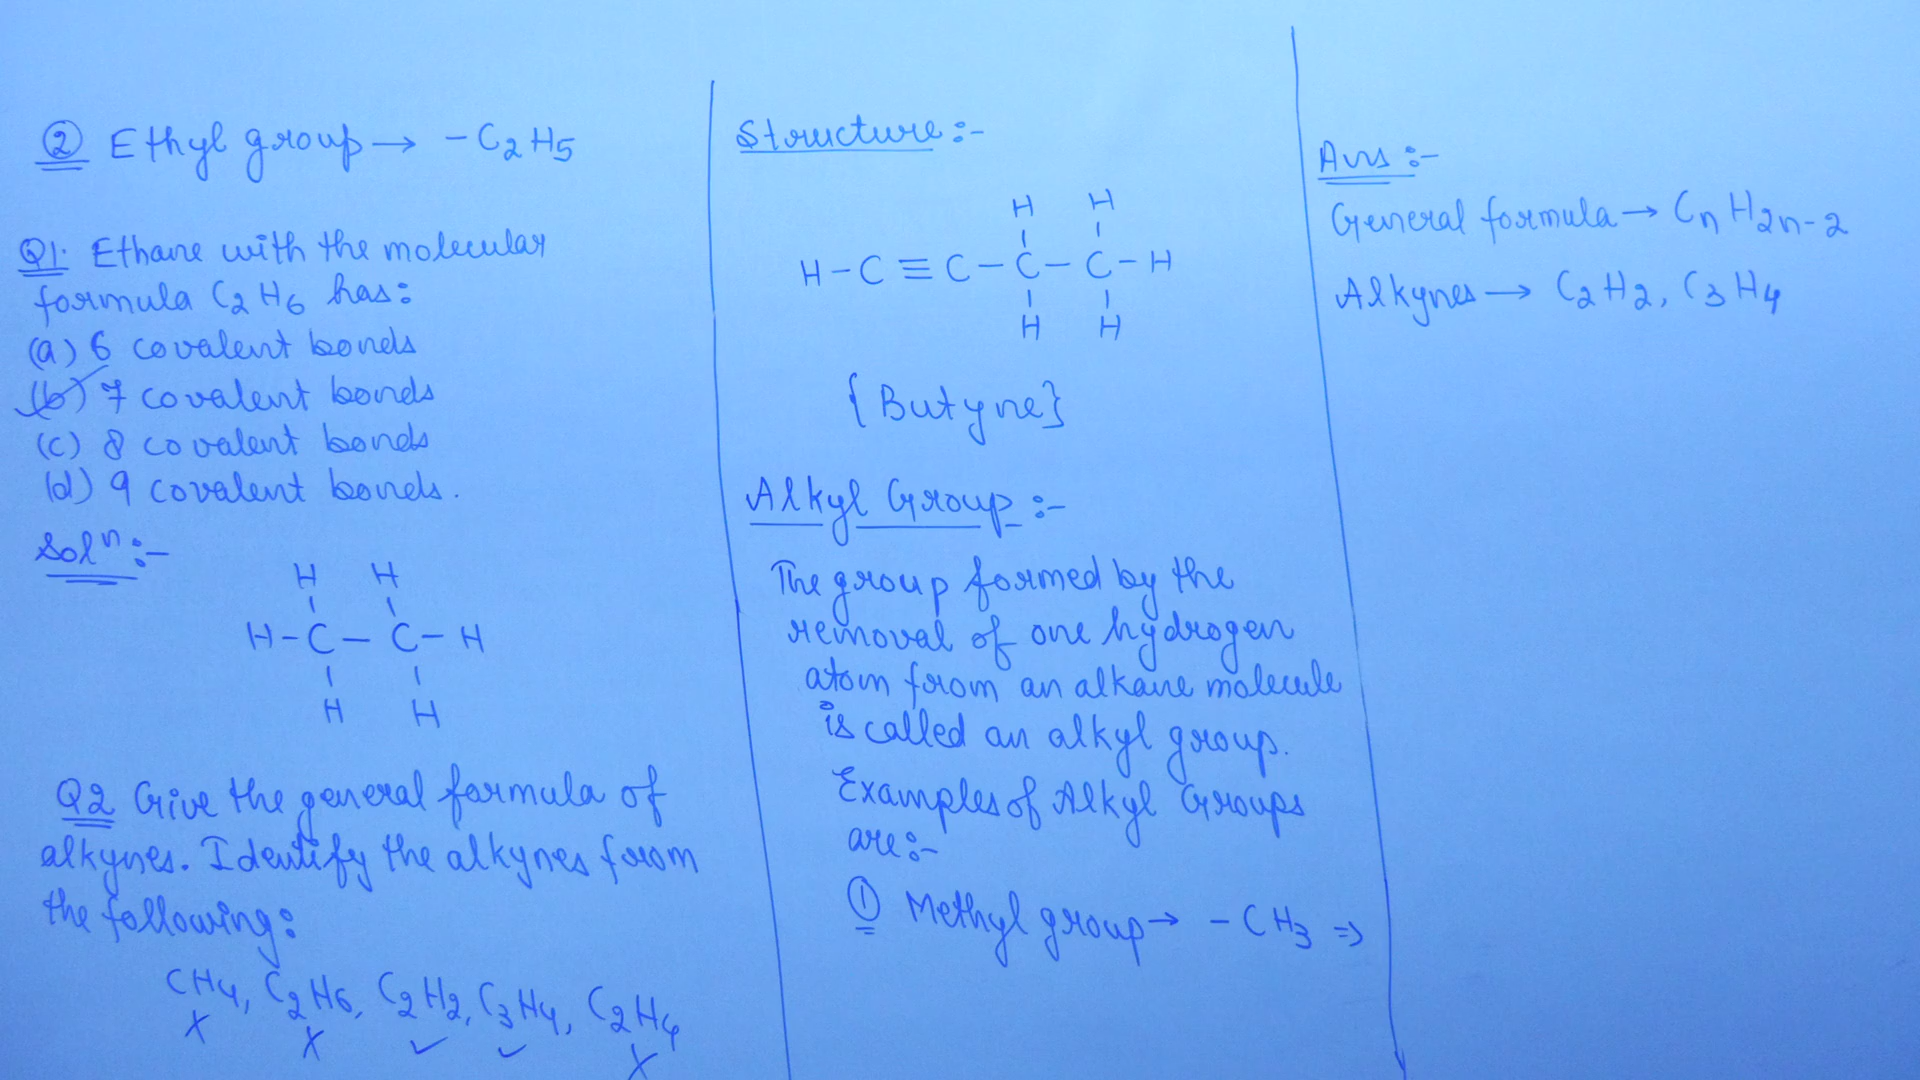 ② Ethyl group → -C2H5
Q1. Ethane with the molecular
formula C2H6 has:
(a) 6 covalent bonds
(b) 7 covalent bonds
(c) 8 covalent bonds
(d) 9 covalent bonds.
Solⁿ:-
H H
H-C-C-H
H H
Q2 Give the general formula of
alkynes. Identify the alkynes from
the following:
CH4, C2H6, C2H2, C3H4, C2H4
X X ✓ ✓ X
Structure:-
H H
H-C≡C-C-C-H
H H
{Butyne}
Alkyl Group:-
The group formed by the
removal of one hydrogen
atom from an alkane molecule
is called an alkyl group.
Examples of Alkyl Groups
are:-
① Methyl group → -CH3 ⇒
Ans:-
General formula → CnH2n-2
Alkynes → C2H2, C3H4